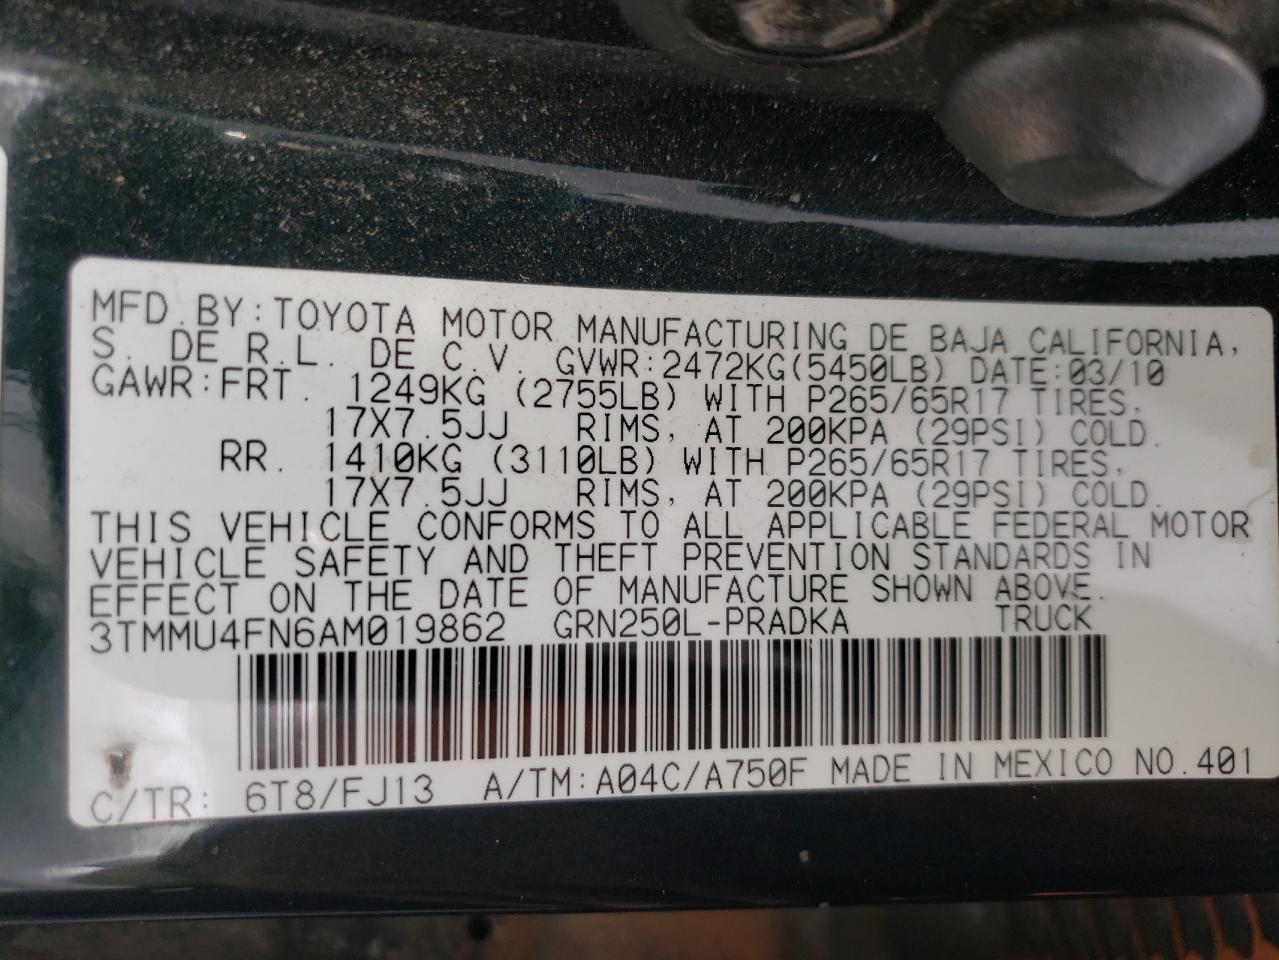 MFD.BY:TOYOTA MOTOR MANUFACTURING DE BAJA CALIFORNIA,
S. DE R.L. DE C.V. GVWR:2472KG(5450LB) DATE:03/10
GAWR:FRT. 1249KG (2755LB) WITH P265/65R17 TIRES,
17X7.5JJ RIMS, AT 200KPA (29PSI) COLD.
RR. 1410KG (3110LB) WITH P265/65R17 TIRES,
17X7.5JJ RIMS, AT 200KPA (29PSI) COLD.
THIS VEHICLE CONFORMS TO ALL APPLICABLE FEDERAL MOTOR
VEHICLE SAFETY AND THEFT PREVENTION STANDARDS IN
EFFECT ON THE DATE OF MANUFACTURE SHOWN ABOVE.
3TMMU4FN6AM019862 GRN250L-PRADKA TRUCK
C/TR: 6T8/FJ13 A/TM:A04C/A750F MADE IN MEXICO NO.401